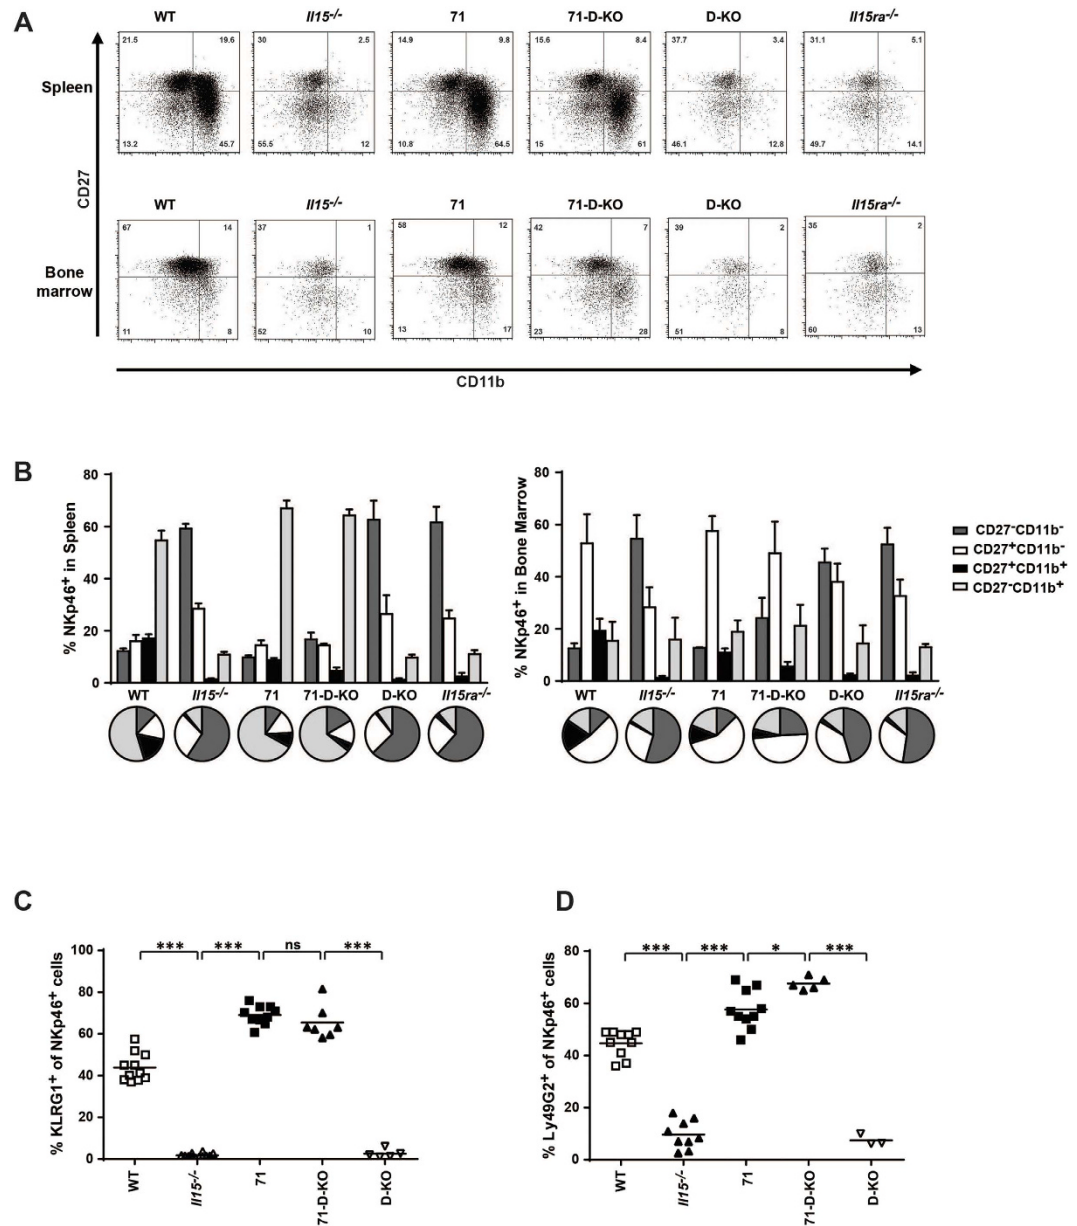 A
WT Il15-/- 71 71-D-KO D-KO Il15ra-/-
21.5 19.6 30 2.5 14.9 9.8 15.6 8.4 37.7 3.4 31.1 5.1
Spleen
13.2 45.7 55.5 12 10.8 64.5 15 61 46.1 12.8 49.7 14.1
CD27
WT Il15-/- 71 71-D-KO D-KO Il15ra-/-
67 14 37 1 58 12 42 7 39 2 35 2
Bone
marrow
11 8 52 10 13 17 23 28 51 8 60 13
CD11b
B
% NKp46+ in Spleen
80
60
40
20
0
WT Il15-/- 71 71-D-KO D-KO Il15ra-/-
% NKp46+ in Bone Marrow
80
60
40
20
0
WT Il15-/- 71 71-D-KO D-KO Il15ra-/-
CD27-CD11b-
CD27+CD11b-
CD27+CD11b+
CD27-CD11b+
C
% KLRG1+ of NKp46+ cells
*** *** ns ***
100
80
60
40
20
0
WT Il15-/- 71 71-D-KO D-KO
D
% Ly49G2+ of NKp46+ cells
*** *** * ***
80
60
40
20
0
WT Il15-/- 71 71-D-KO D-KO